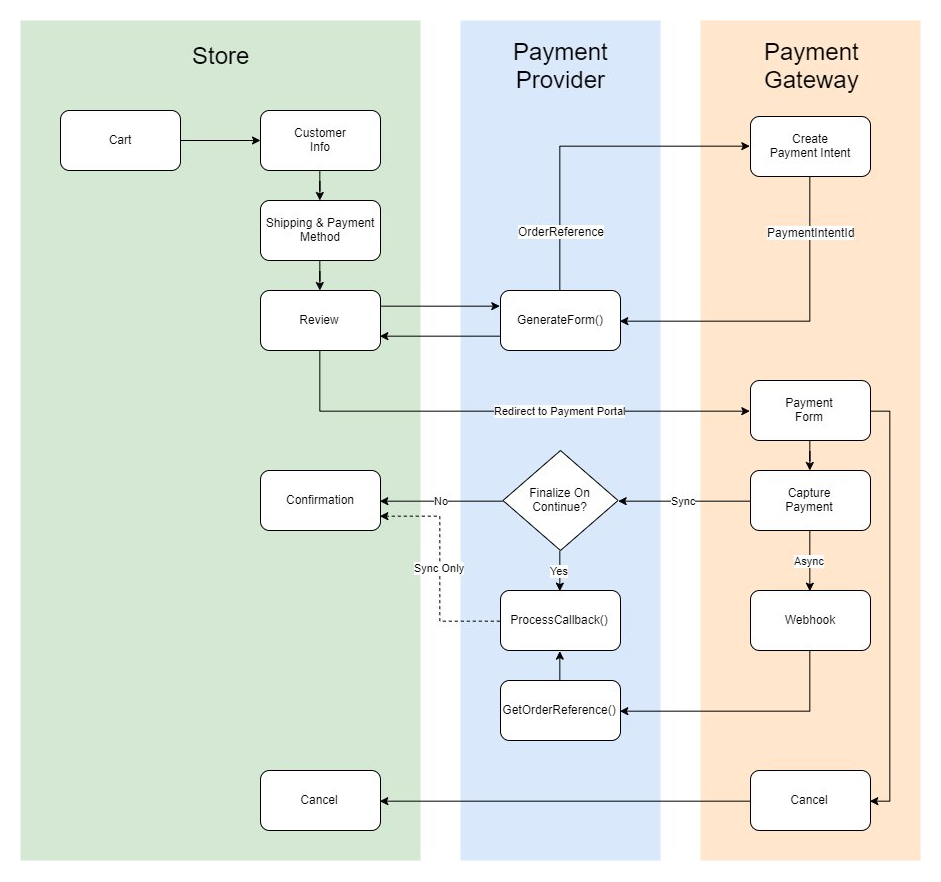 Store
Payment
Provider
Payment
Gateway
Cart
Customer
Info
Create
Payment Intent
Shipping & Payment
Method
OrderReference
PaymentIntentId
Review
GenerateForm()
Redirect to Payment Portal
Payment
Form
Confirmation
No
Finalize On
Continue?
Sync
Capture
Payment
Sync Only
Yes
Async
ProcessCallback()
Webhook
GetOrderReference()
Cancel
Cancel